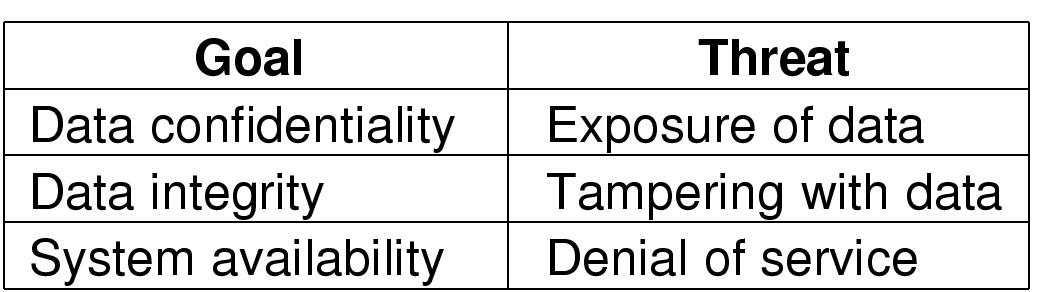 Goal Threat
Data confidentiality Exposure of data
Data integrity Tampering with data
System availability Denial of service